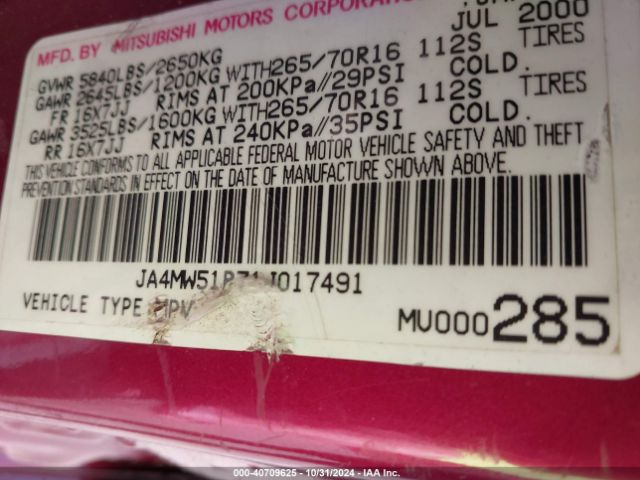 MFD. BY MITSUBISHI MOTORS CORPORATION
JUL 2000
GVWR 5840LBS/2650KG
GAWR 2645LBS/1200KG WITH265/70R16 112S TIRES
FR 16X7JJ RIMS AT 200KPa//29PSI COLD.
GAWR 3525LBS/1600KG WITH265/70R16 112S TIRES
RR 16X7JJ RIMS AT 240KPa//35PSI COLD.
THIS VEHICLE CONFORMS TO ALL APPLICABLE FEDERAL MOTOR VEHICLE SAFETY AND THEFT
PREVENTION STANDARDS IN EFFECT ON THE DATE OF MANUFACTURE SHOWN ABOVE.
VEHICLE TYPE MPV
MU000285
000-40709625 10/31/2024 IAA Inc.